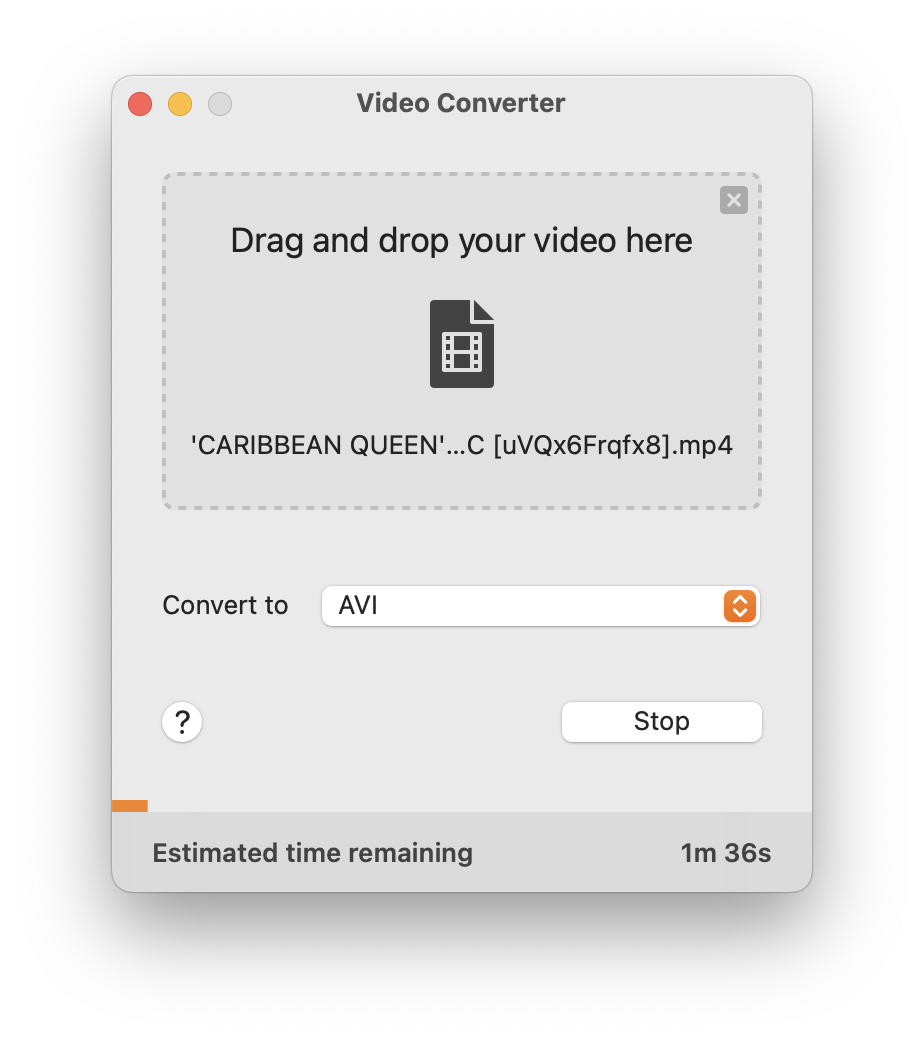 Video Converter
Drag and drop your video here
'CARIBBEAN QUEEN'...C [uVQx6Frqfx8].mp4
Convert to AVI
? Stop
Estimated time remaining 1m 36s